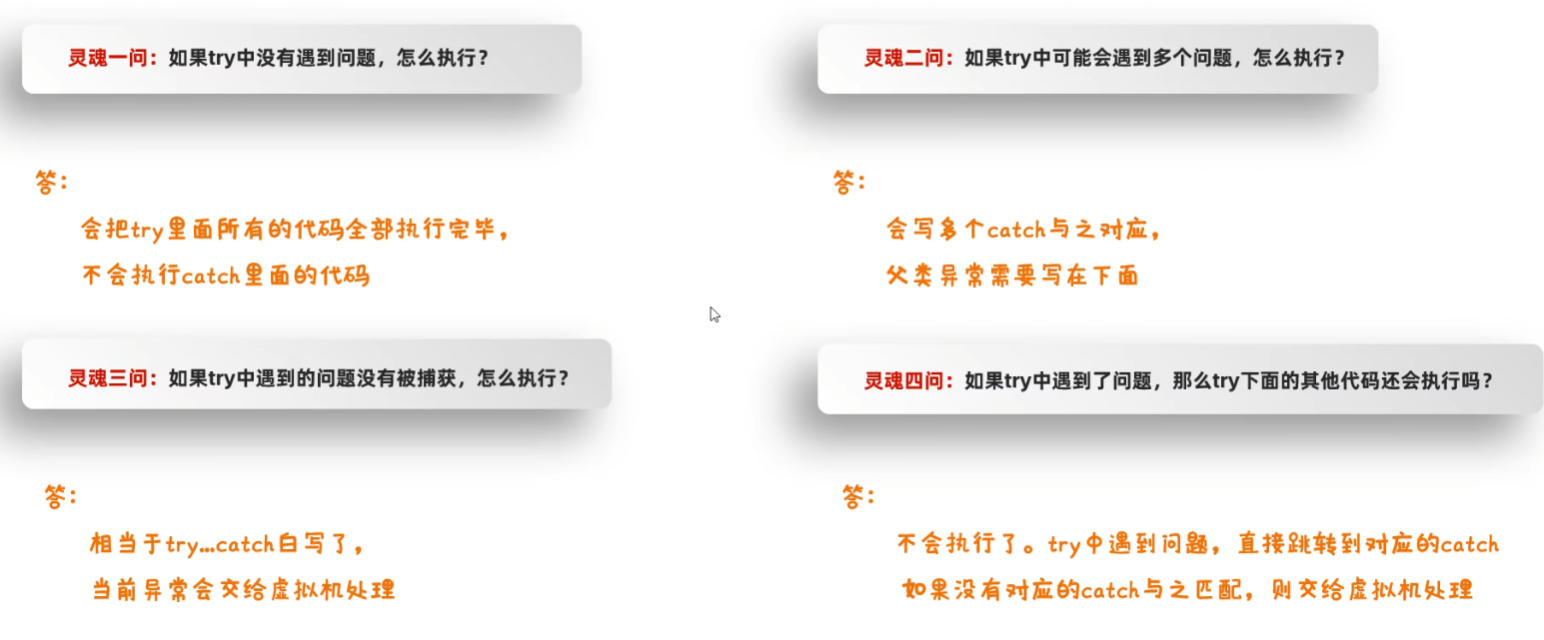 灵魂一问：如果try中没有遇到问题，怎么执行？
答：
会把try里面所有的代码全部执行完毕，
不会执行catch里面的代码
灵魂二问：如果try中可能会遇到多个问题，怎么执行？
答：
会写多个catch与之对应，
父类异常需要写在下面
灵魂三问：如果try中遇到的问题没有被捕获，怎么执行？
答：
相当于try...catch白写了，
当前异常会交给虚拟机处理
灵魂四问：如果try中遇到了问题，那么try下面的其他代码还会执行吗？
答：
不会执行了。try中遇到问题，直接跳转到对应的catch
如果没有对应的catch与之匹配，则交给虚拟机处理